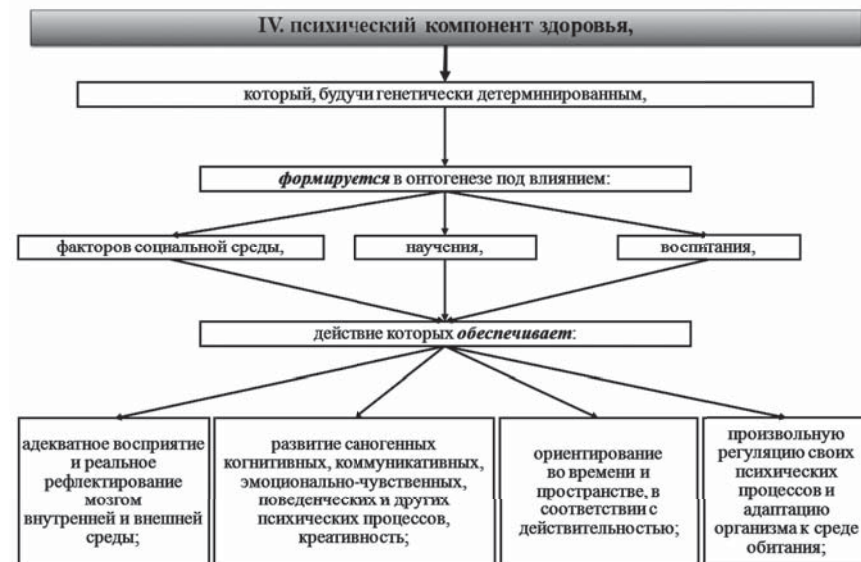 IV. психический компонент здоровья,
который, будучи генетически детерминированным,
формируется в онтогенезе под влиянием:
факторов социальной среды,
научения,
воспитания,
действие которых обеспечивает:
адекватное восприятие
и реальное
рефлектирование
мозгом
внутренней и внешней
среды;
развитие саногенных
когнитивных, коммуникативных,
эмоционально-чувственных,
поведенческих и других
психических процессов,
креативность;
ориентирование
во времени и
пространстве, в
соответствии с
действительностью;
произвольную
регуляцию своих
психических
процессов и
адаптацию
организма к среде
обитания;